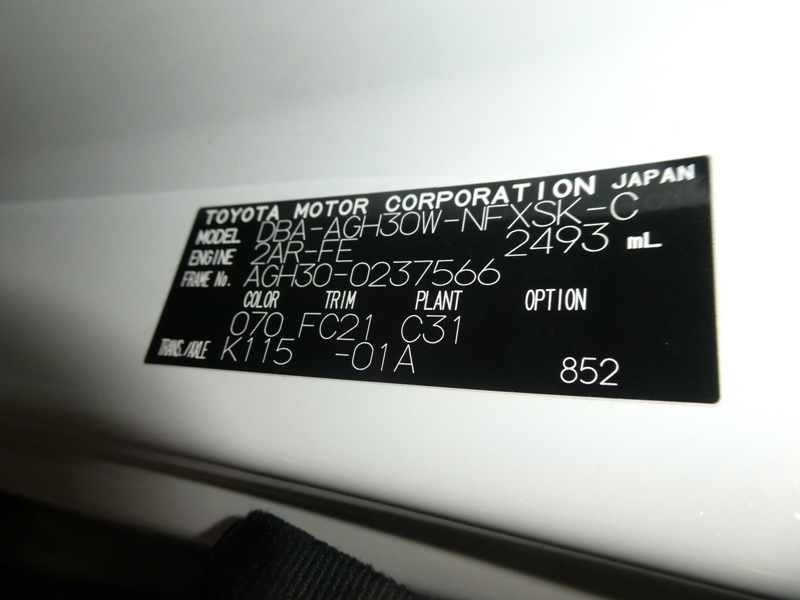 TOYOTA MOTOR CORPORATION JAPAN
MODEL DBA-AGH30W-NFXSK-C
ENGINE 2AR-FE 2493 mL
FRAME No. AGH30-0237566
COLOR TRIM PLANT OPTION
070 FC21 C31
TRANS./AXLE K115 -01A
852